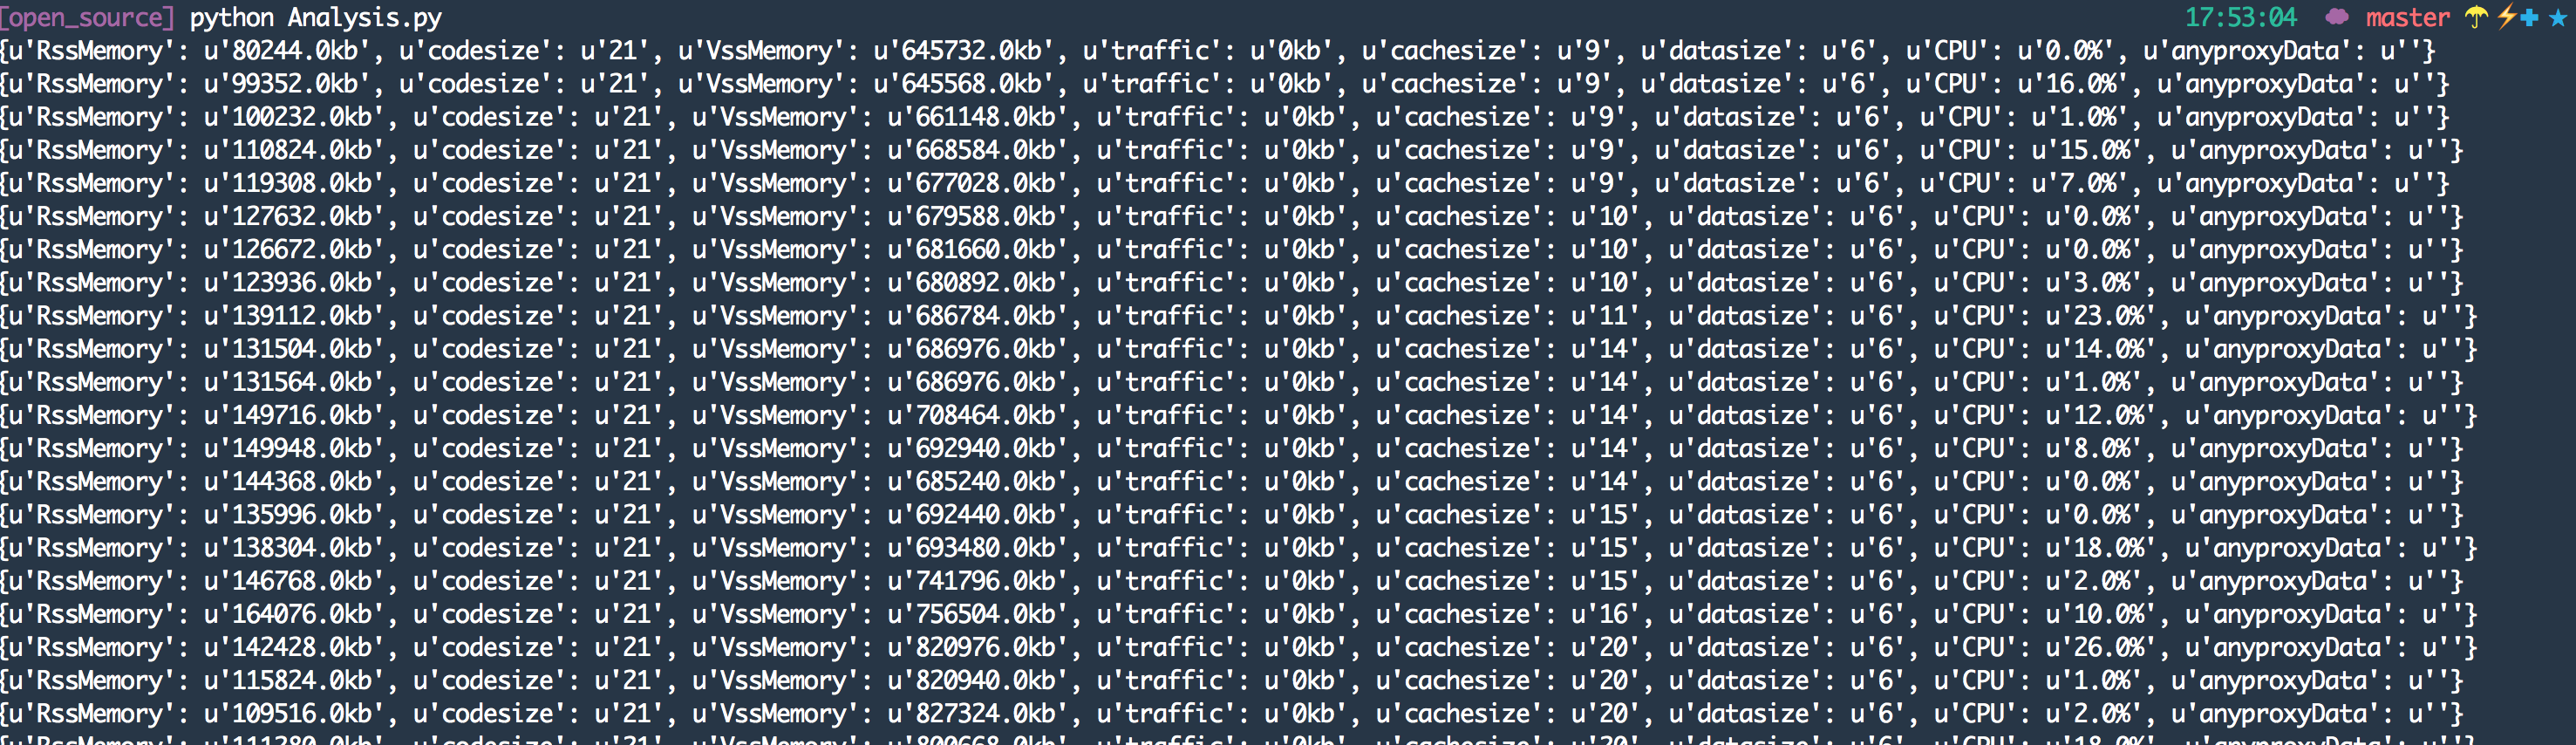 [open_source] python Analysis.py 17:53:04 master
{u'RssMemory': u'80244.0kb', u'codesize': u'21', u'VssMemory': u'645732.0kb', u'traffic': u'0kb', u'cachesize': u'9', u'datasize': u'6', u'CPU': u'0.0%', u'anyproxyData': u''}
{u'RssMemory': u'99352.0kb', u'codesize': u'21', u'VssMemory': u'645568.0kb', u'traffic': u'0kb', u'cachesize': u'9', u'datasize': u'6', u'CPU': u'16.0%', u'anyproxyData': u''}
{u'RssMemory': u'100232.0kb', u'codesize': u'21', u'VssMemory': u'661148.0kb', u'traffic': u'0kb', u'cachesize': u'9', u'datasize': u'6', u'CPU': u'1.0%', u'anyproxyData': u''}
{u'RssMemory': u'110824.0kb', u'codesize': u'21', u'VssMemory': u'668584.0kb', u'traffic': u'0kb', u'cachesize': u'9', u'datasize': u'6', u'CPU': u'15.0%', u'anyproxyData': u''}
{u'RssMemory': u'119308.0kb', u'codesize': u'21', u'VssMemory': u'677028.0kb', u'traffic': u'0kb', u'cachesize': u'9', u'datasize': u'6', u'CPU': u'7.0%', u'anyproxyData': u''}
{u'RssMemory': u'127632.0kb', u'codesize': u'21', u'VssMemory': u'679588.0kb', u'traffic': u'0kb', u'cachesize': u'10', u'datasize': u'6', u'CPU': u'0.0%', u'anyproxyData': u''}
{u'RssMemory': u'126672.0kb', u'codesize': u'21', u'VssMemory': u'681660.0kb', u'traffic': u'0kb', u'cachesize': u'10', u'datasize': u'6', u'CPU': u'0.0%', u'anyproxyData': u''}
{u'RssMemory': u'123936.0kb', u'codesize': u'21', u'VssMemory': u'680892.0kb', u'traffic': u'0kb', u'cachesize': u'10', u'datasize': u'6', u'CPU': u'3.0%', u'anyproxyData': u''}
{u'RssMemory': u'139112.0kb', u'codesize': u'21', u'VssMemory': u'686784.0kb', u'traffic': u'0kb', u'cachesize': u'11', u'datasize': u'6', u'CPU': u'23.0%', u'anyproxyData': u''}
{u'RssMemory': u'131504.0kb', u'codesize': u'21', u'VssMemory': u'686976.0kb', u'traffic': u'0kb', u'cachesize': u'14', u'datasize': u'6', u'CPU': u'14.0%', u'anyproxyData': u''}
{u'RssMemory': u'131564.0kb', u'codesize': u'21', u'VssMemory': u'686976.0kb', u'traffic': u'0kb', u'cachesize': u'14', u'datasize': u'6', u'CPU': u'1.0%', u'anyproxyData': u''}
{u'RssMemory': u'149716.0kb', u'codesize': u'21', u'VssMemory': u'708464.0kb', u'traffic': u'0kb', u'cachesize': u'14', u'datasize': u'6', u'CPU': u'12.0%', u'anyproxyData': u''}
{u'RssMemory': u'149948.0kb', u'codesize': u'21', u'VssMemory': u'692940.0kb', u'traffic': u'0kb', u'cachesize': u'14', u'datasize': u'6', u'CPU': u'8.0%', u'anyproxyData': u''}
{u'RssMemory': u'144368.0kb', u'codesize': u'21', u'VssMemory': u'685240.0kb', u'traffic': u'0kb', u'cachesize': u'14', u'datasize': u'6', u'CPU': u'0.0%', u'anyproxyData': u''}
{u'RssMemory': u'135996.0kb', u'codesize': u'21', u'VssMemory': u'692440.0kb', u'traffic': u'0kb', u'cachesize': u'15', u'datasize': u'6', u'CPU': u'0.0%', u'anyproxyData': u''}
{u'RssMemory': u'138304.0kb', u'codesize': u'21', u'VssMemory': u'693480.0kb', u'traffic': u'0kb', u'cachesize': u'15', u'datasize': u'6', u'CPU': u'18.0%', u'anyproxyData': u''}
{u'RssMemory': u'146768.0kb', u'codesize': u'21', u'VssMemory': u'741796.0kb', u'traffic': u'0kb', u'cachesize': u'15', u'datasize': u'6', u'CPU': u'2.0%', u'anyproxyData': u''}
{u'RssMemory': u'164076.0kb', u'codesize': u'21', u'VssMemory': u'756504.0kb', u'traffic': u'0kb', u'cachesize': u'16', u'datasize': u'6', u'CPU': u'10.0%', u'anyproxyData': u''}
{u'RssMemory': u'142428.0kb', u'codesize': u'21', u'VssMemory': u'820976.0kb', u'traffic': u'0kb', u'cachesize': u'20', u'datasize': u'6', u'CPU': u'26.0%', u'anyproxyData': u''}
{u'RssMemory': u'115824.0kb', u'codesize': u'21', u'VssMemory': u'820940.0kb', u'traffic': u'0kb', u'cachesize': u'20', u'datasize': u'6', u'CPU': u'1.0%', u'anyproxyData': u''}
{u'RssMemory': u'109516.0kb', u'codesize': u'21', u'VssMemory': u'827324.0kb', u'traffic': u'0kb', u'cachesize': u'20', u'datasize': u'6', u'CPU': u'2.0%', u'anyproxyData': u''}
{u'RssMemory': u'111280.0kb', u'codesize': u'21', u'VssMemory': u'800668.0kb', u'traffic': u'0kb', u'cachesize': u'20', u'datasize': u'6', u'CPU': u'18.0%', u'anyproxyData': u''}